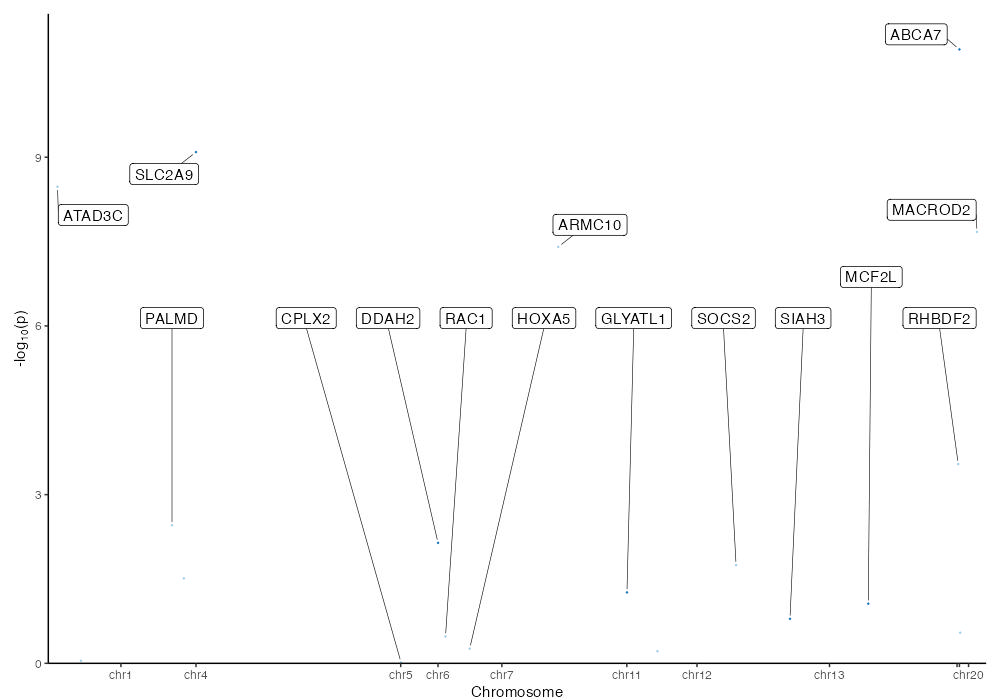 ABCA7
9
SLC2A9
ATAD3C
MACROD2
ARMC10
MCF2L
6
PALMD
CPLX2
DDAH2
RAC1
HOXA5
GLYATL1
SOCS2
SIAH3
RHBDF2
-log10(p)
3
0
chr1
chr4
chr5
chr6
chr7
chr11
chr12
chr13
chr20
Chromosome